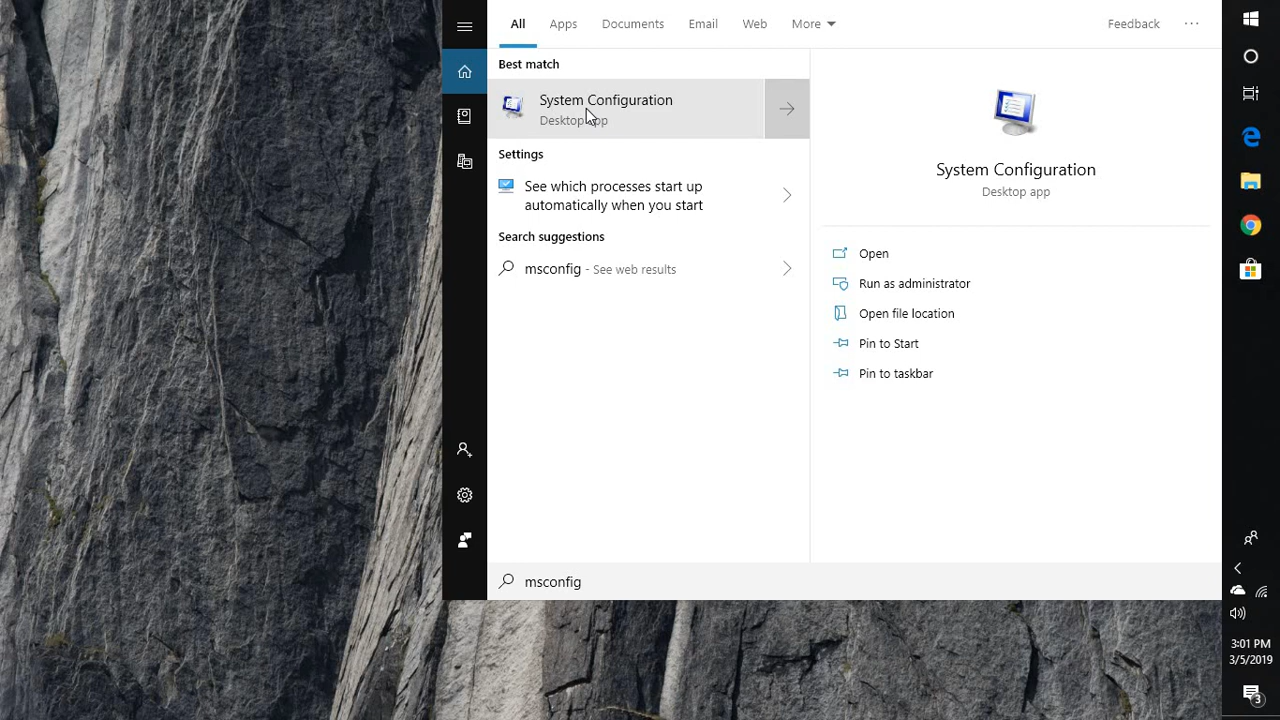 All Apps Documents Email Web More Feedback ...
Best match
System Configuration
Desktop app
Settings
See which processes start up
automatically when you start
Search suggestions
msconfig - See web results
System Configuration
Desktop app
Open
Run as administrator
Open file location
Pin to Start
Pin to taskbar
msconfig
3:01 PM
3/5/2019
3